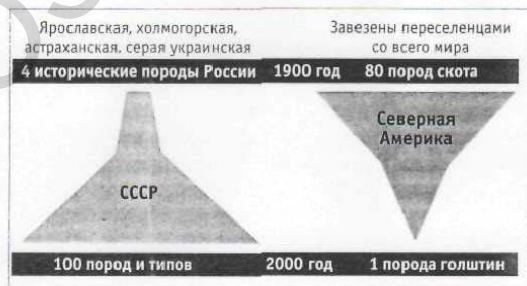 Ярославская, холмогорская,
астраханская, серая украинская
Завезены переселенцами
со всего мира
4 исторические породы России 1900 год 80 пород скота
Северная
Америка
СССР
100 пород и типов 2000 год 1 порода голштин